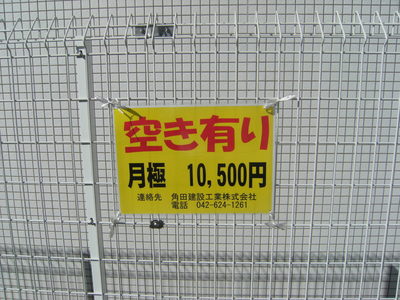 空き有り
月極 10,500円
連絡先 角田建設工業株式会社
電話 042-624-1261